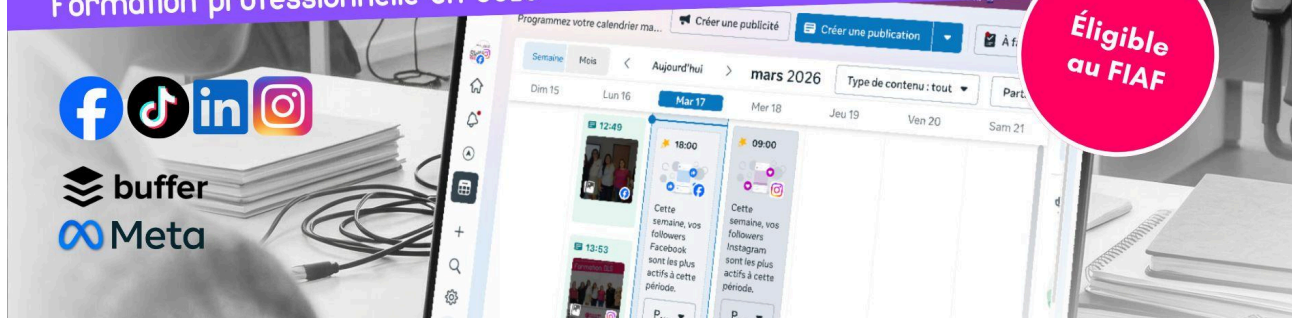 Formation professionnelle en
Éligible
au FIAF
buffer
Meta
Programmez votre calendrier ma...
Créer une publicité
Créer une publication
Semaine
Mois
Aujourd'hui
mars 2026
Type de contenu : tout
Part.
Dim 15
Lun 16
Mar 17
Mer 18
Jeu 19
Ven 20
Sam 21
12:49
18:00
09:00
Cette
semaine, vos
followers
Facebook
sont les plus
actifs à cette
période.
Cette
semaine, vos
followers
Instagram
sont les plus
actifs à cette
période.
13:53
P...
P...